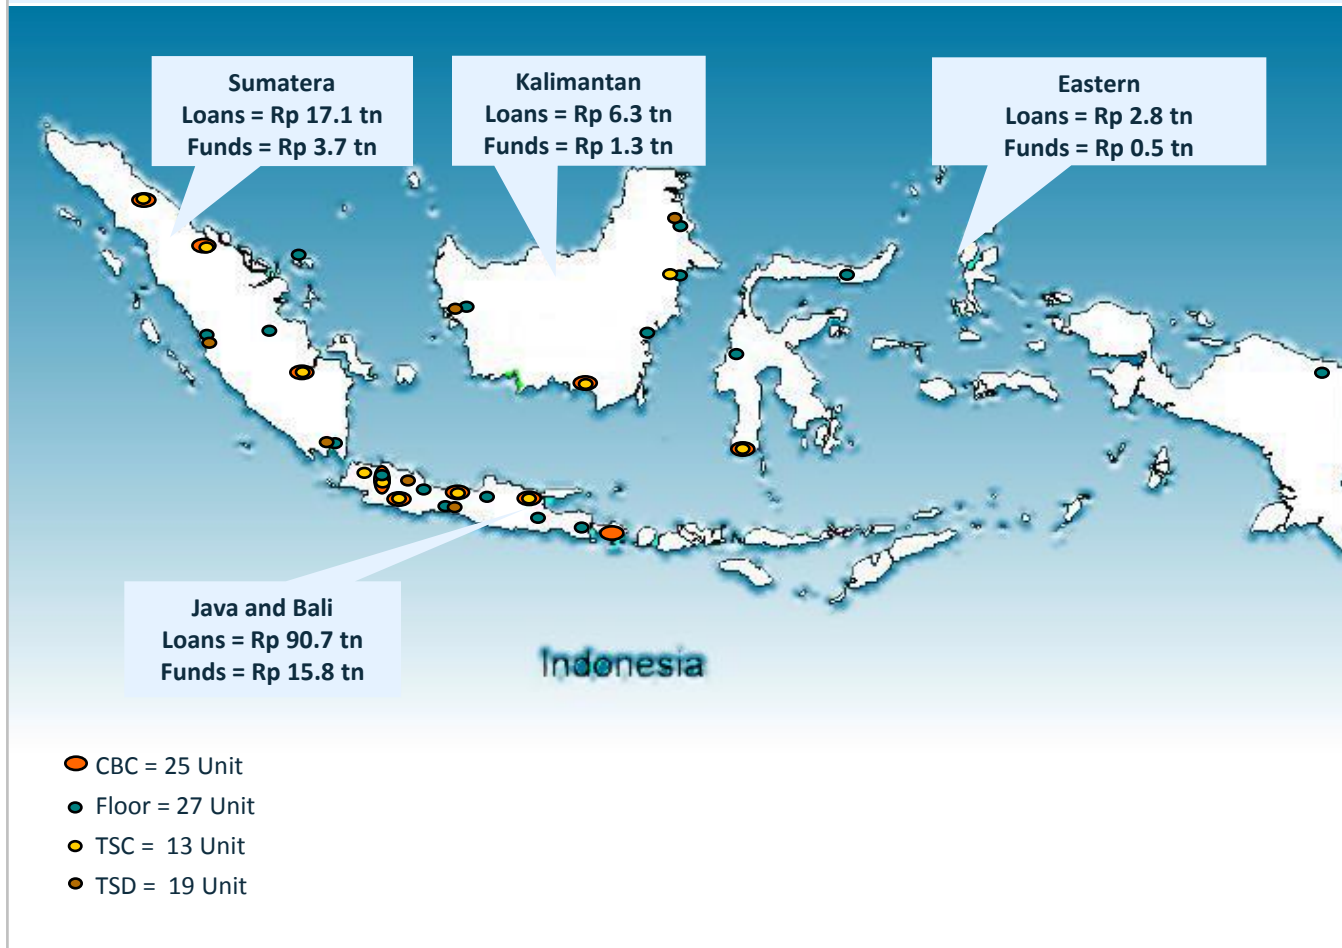 Sumatera
Loans = Rp 17.1 tn
Funds = Rp 3.7 tn
Kalimantan
Loans = Rp 6.3 tn
Funds = Rp 1.3 tn
Eastern
Loans = Rp 2.8 tn
Funds = Rp 0.5 tn
Java and Bali
Loans = Rp 90.7 tn
Funds = Rp 15.8 tn
Indonesia
CBC = 25 Unit
Floor = 27 Unit
TSC = 13 Unit
TSD = 19 Unit